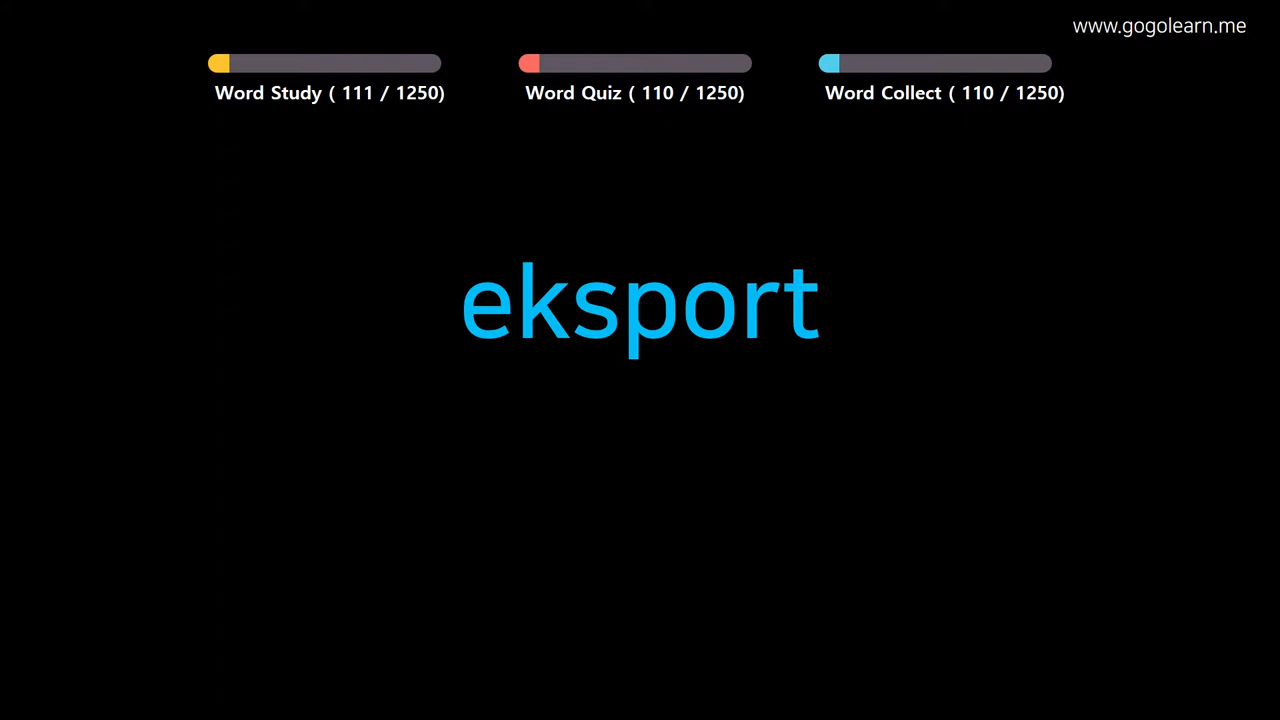 www.gogolearn.me
Word Study ( 111 / 1250)
Word Quiz ( 110 / 1250)
Word Collect ( 110 / 1250)
eksport